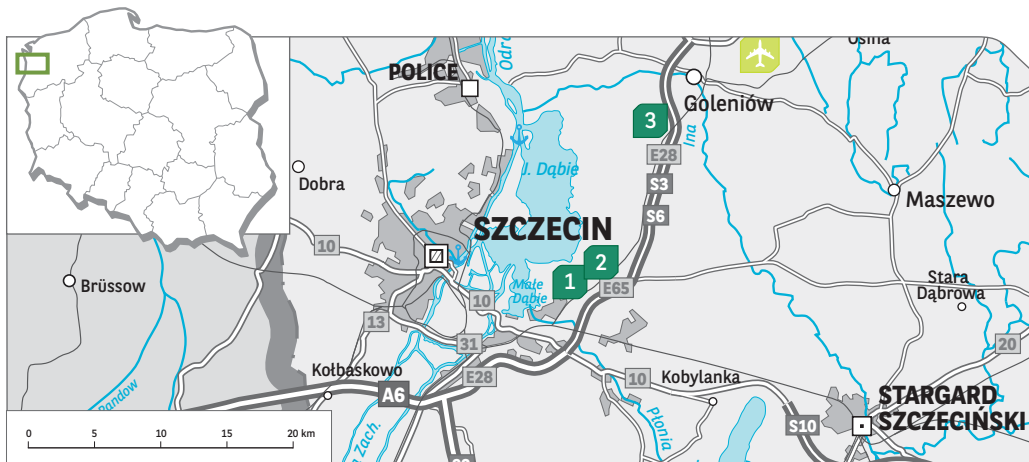 Osina
POLICE
Odra
Goleniów
3
Ina
E28
J. Dąbie
Dobra
S3
Maszewo
S6
SZCZECIN
10
2
1
Brüssow
Małe
Dąbie
E65
Stara
Dąbrowa
10
13
31
20
Kołbaskowo
E28
10
Kobylanka
A6
STARGARD
SZCZECIŃSKI
Płonia
S10
Zach.
0 5 10 15 20 km